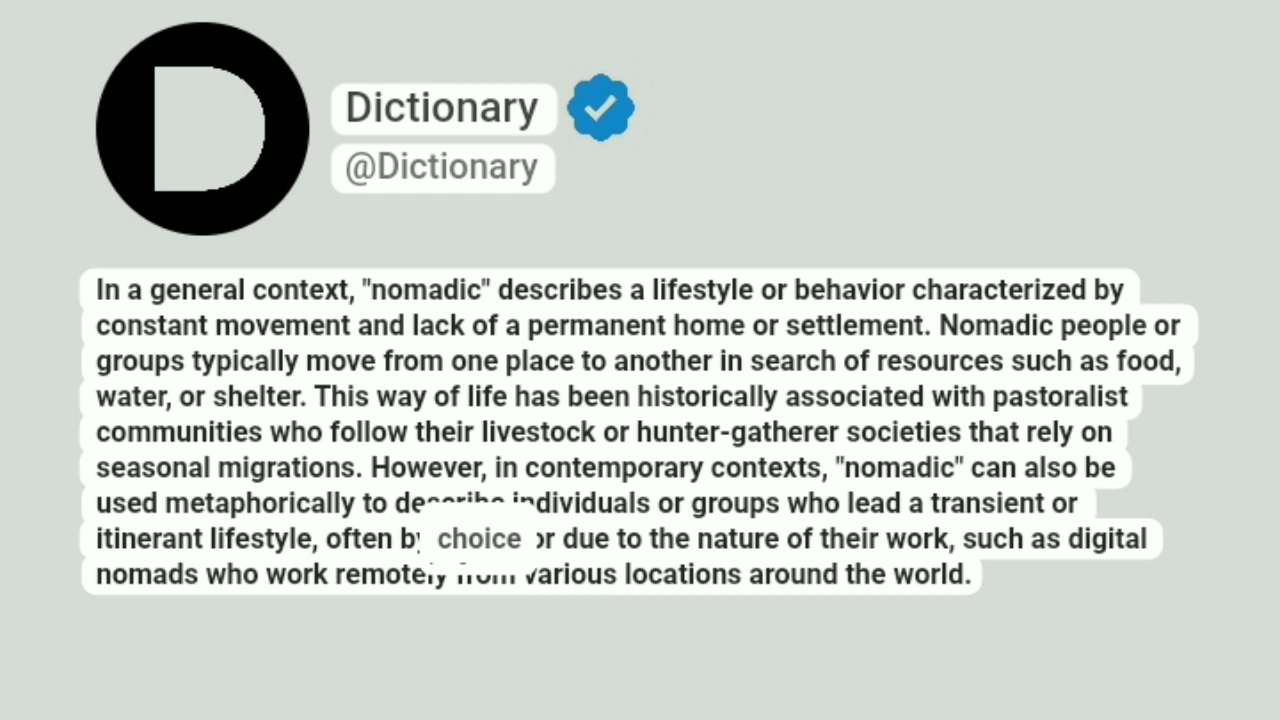 D
Dictionary
@Dictionary
In a general context, "nomadic" describes a lifestyle or behavior characterized by
constant movement and lack of a permanent home or settlement. Nomadic people or
groups typically move from one place to another in search of resources such as food,
water, or shelter. This way of life has been historically associated with pastoralist
communities who follow their livestock or hunter-gatherer societies that rely on
seasonal migrations. However, in contemporary contexts, "nomadic" can also be
used metaphorically to describe individuals or groups who lead a transient or
itinerant lifestyle, often by choice or due to the nature of their work, such as digital
nomads who work remotely from various locations around the world.